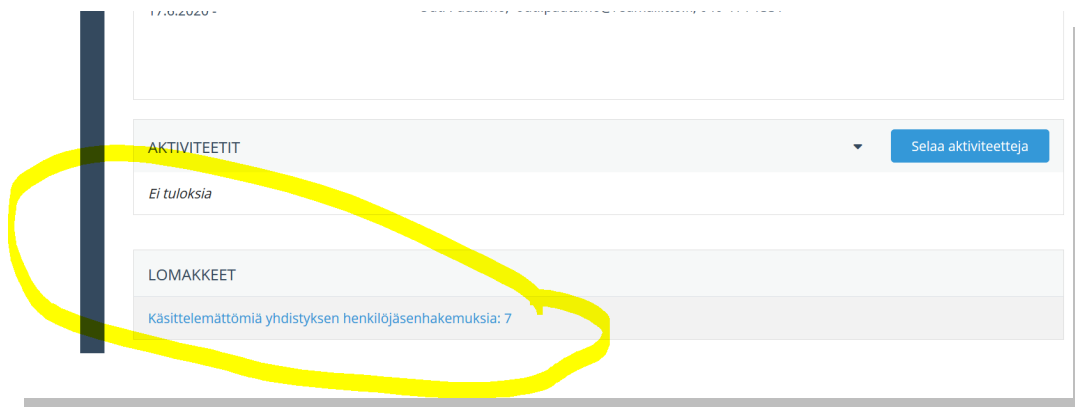 AKTIVITEETIT
Selaa aktiviteetteja
Ei tuloksia
LOMAKKEET
Käsittelemättömiä yhdistyksen henkilöjäsenhakemuksia: 7